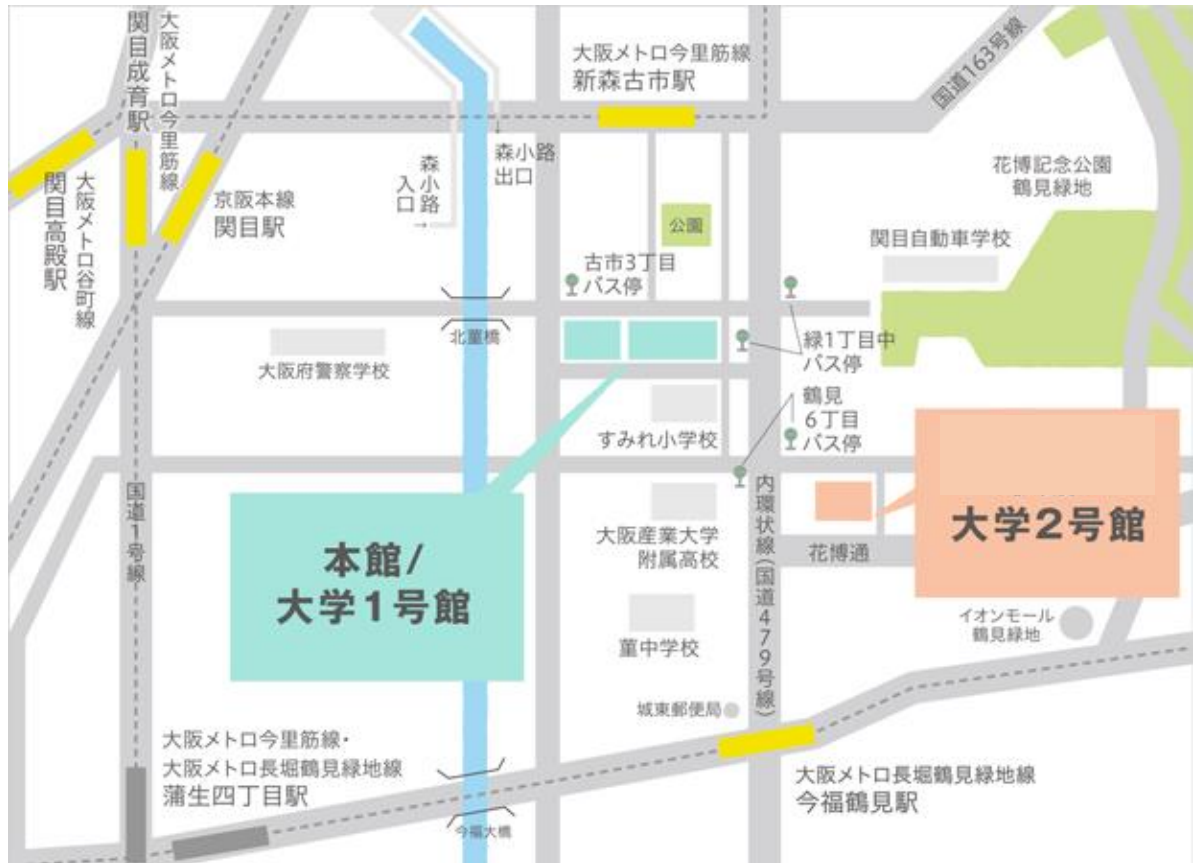 大阪メトロ今里筋線
関目成育駅
大阪メトロ谷町線
関目高殿駅
京阪本線
関目駅
森小路
入口
森小路
出口
大阪メトロ今里筋線
新森古市駅
国道163号線
花博記念公園
鶴見緑地
公園
関目自動車学校
古市3丁目
バス停
北菫橋
大阪府警察学校
緑1丁目中
バス停
鶴見
6丁目
バス停
すみれ小学校
国道1号線
本館/
大学1号館
大阪産業大学
附属高校
内環状線(国道479号線)
花博通
大学2号館
菫中学校
イオンモール
鶴見緑地
城東郵便局
大阪メトロ今里筋線・
大阪メトロ長堀鶴見緑地線
蒲生四丁目駅
今福大橋
大阪メトロ長堀鶴見緑地線
今福鶴見駅